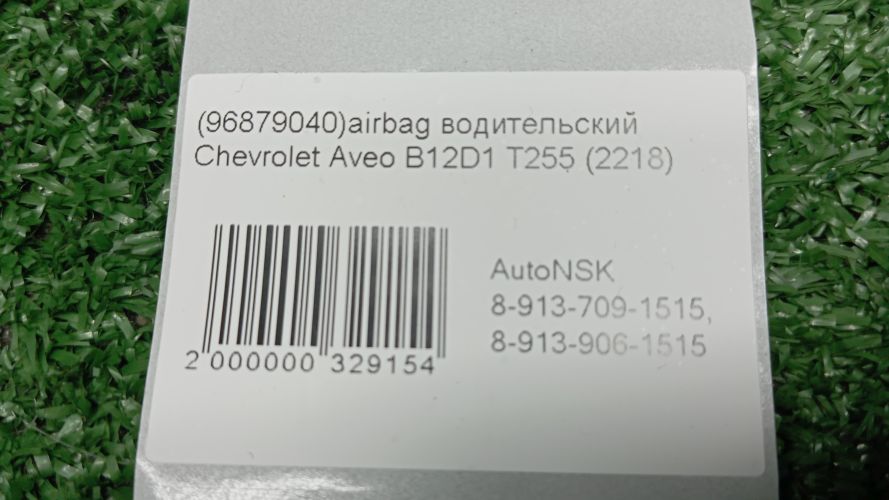 (96879040)airbag водительский
Chevrolet Aveo B12D1 T255 (2218)
AutoNSK
8-913-709-1515,
8-913-906-1515
2 000000 329154